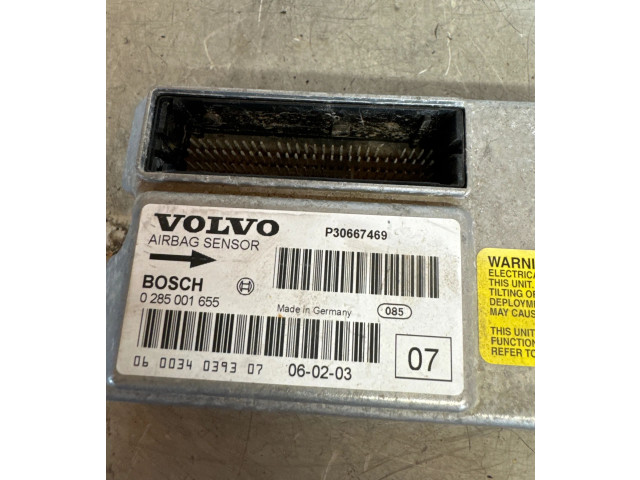 VOLVO
AIRBAG SENSOR
P30667469
BOSCH
0 285 001 655
Made in Germany
085
06 0034 0393 07
06-02-03
07
WARNI
ELECTRICA
THIS UNIT.
TILTING OF
DEPLOYM
MAY CAUS
THIS UNIT
FUNCTION
REFER TO